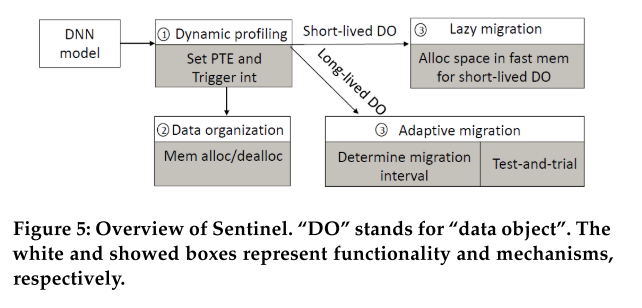 DNN
model
① Dynamic profiling
Set PTE and
Trigger int
Short-lived DO
Long-lived DO
③ Lazy migration
Alloc space in fast mem
for short-lived DO
② Data organization
Mem alloc/dealloc
③ Adaptive migration
Determine migration
interval
Test-and-trial
Figure 5: Overview of Sentinel. “DO” stands for “data object”. The
white and showed boxes represent functionality and mechanisms,
respectively.